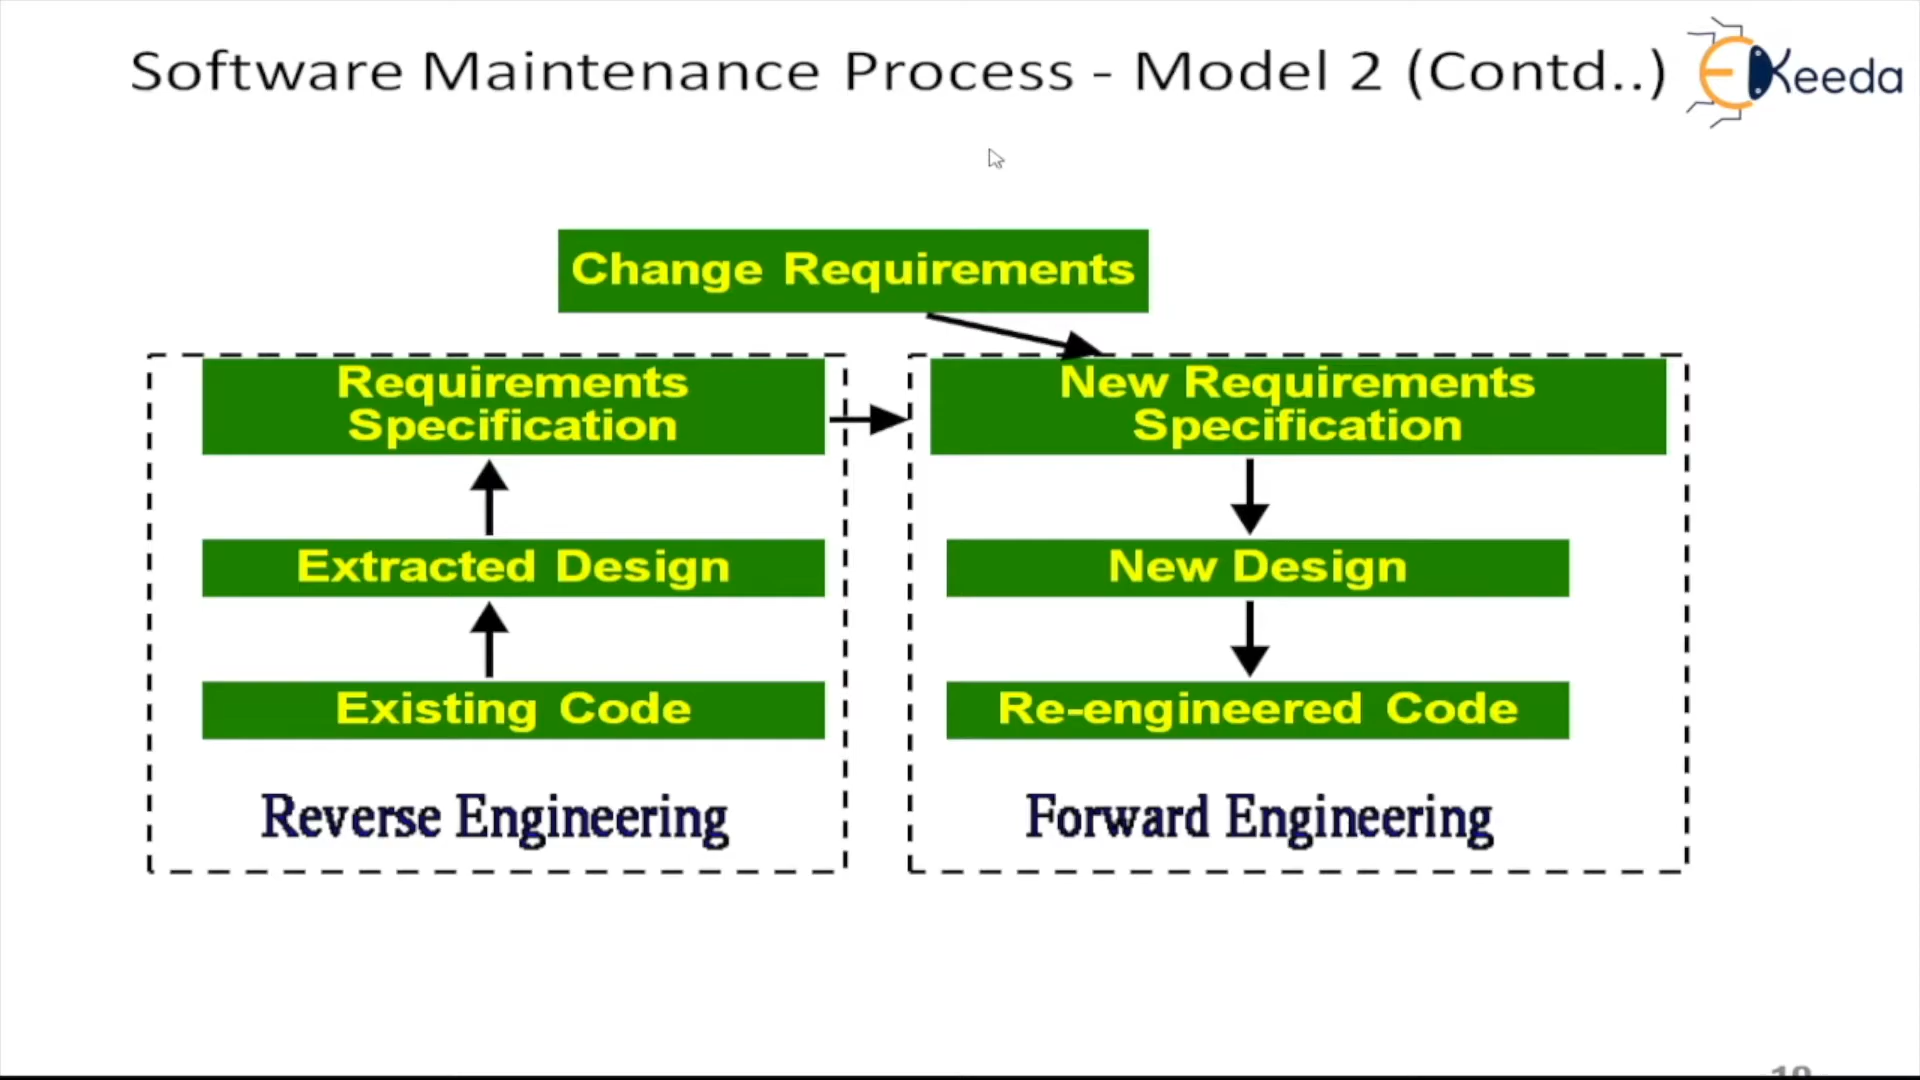 Software Maintenance Process - Model 2 (Contd..)
EKeeda
Change Requirements
Requirements
Specification
New Requirements
Specification
Extracted Design
New Design
Existing Code
Re-engineered Code
Reverse Engineering
Forward Engineering